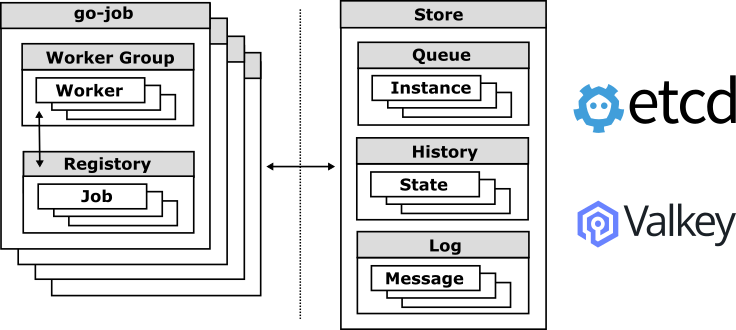 go-job
Worker Group
Worker
Registory
Job
Store
Queue
Instance
History
State
Log
Message
etcd
Valkey